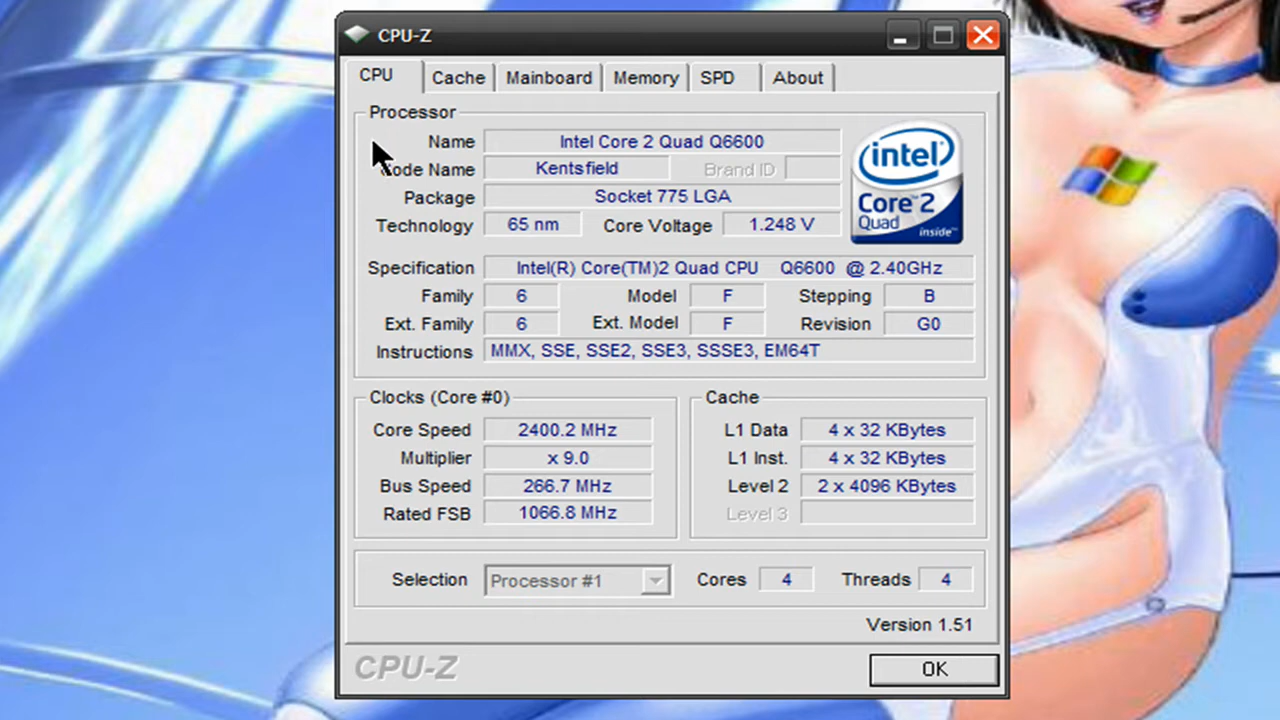 CPU-Z
CPU Cache Mainboard Memory SPD About
Processor
Name Intel Core 2 Quad Q6600
Code Name Kentsfield Brand ID
Package Socket 775 LGA
Technology 65 nm Core Voltage 1.248 V
intel
Core™2
Quad
inside™
Specification Intel(R) Core(TM)2 Quad CPU Q6600 @ 2.40GHz
Family 6 Model F Stepping B
Ext. Family 6 Ext. Model F Revision G0
Instructions MMX, SSE, SSE2, SSE3, SSSE3, EM64T
Clocks (Core #0)
Core Speed 2400.2 MHz
Multiplier x 9.0
Bus Speed 266.7 MHz
Rated FSB 1066.8 MHz
Cache
L1 Data 4 x 32 KBytes
L1 Inst. 4 x 32 KBytes
Level 2 2 x 4096 KBytes
Level 3
Selection Processor #1 Cores 4 Threads 4
Version 1.51
CPU-Z OK